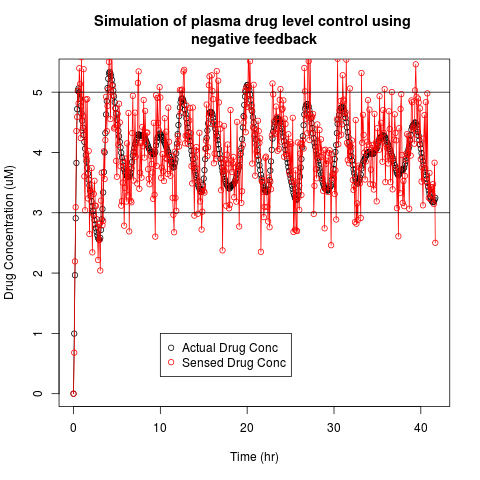 Simulation of plasma drug level control using
negative feedback
Drug Concentration (uM)
5
4
3
2
1
0
Actual Drug Conc
Sensed Drug Conc
0 10 20 30 40
Time (hr)